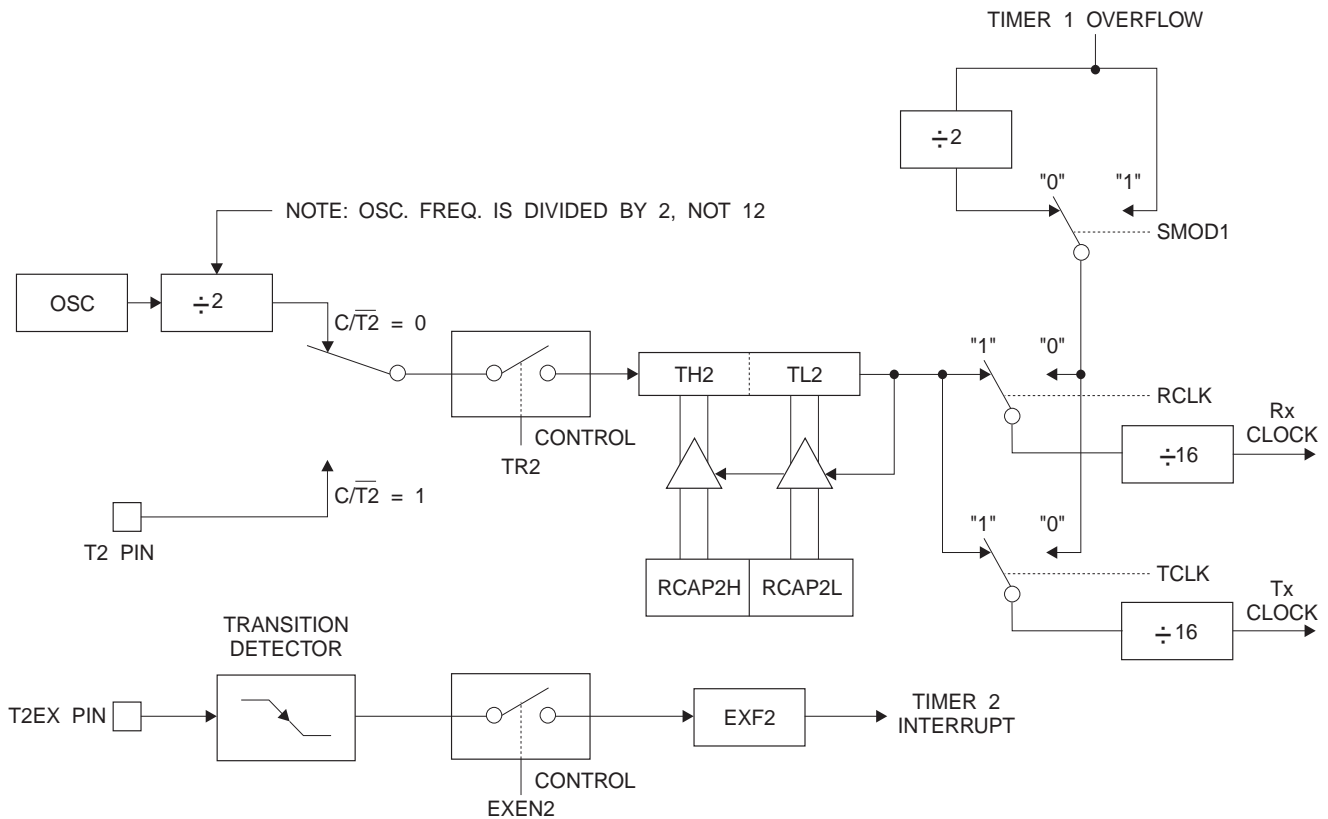 TIMER 1 OVERFLOW
÷2
"0" "1"
NOTE: OSC. FREQ. IS DIVIDED BY 2, NOT 12
SMOD1
OSC
÷2
C/T2̅ = 0
"1" "0"
TH2
TL2
RCLK
Rx
CLOCK
CONTROL
TR2
÷16
C/T2̅ = 1
T2 PIN
"1" "0"
RCAP2H
RCAP2L
TCLK
Tx
CLOCK
÷16
TRANSITION
DETECTOR
T2EX PIN
EXF2
TIMER 2
INTERRUPT
CONTROL
EXEN2